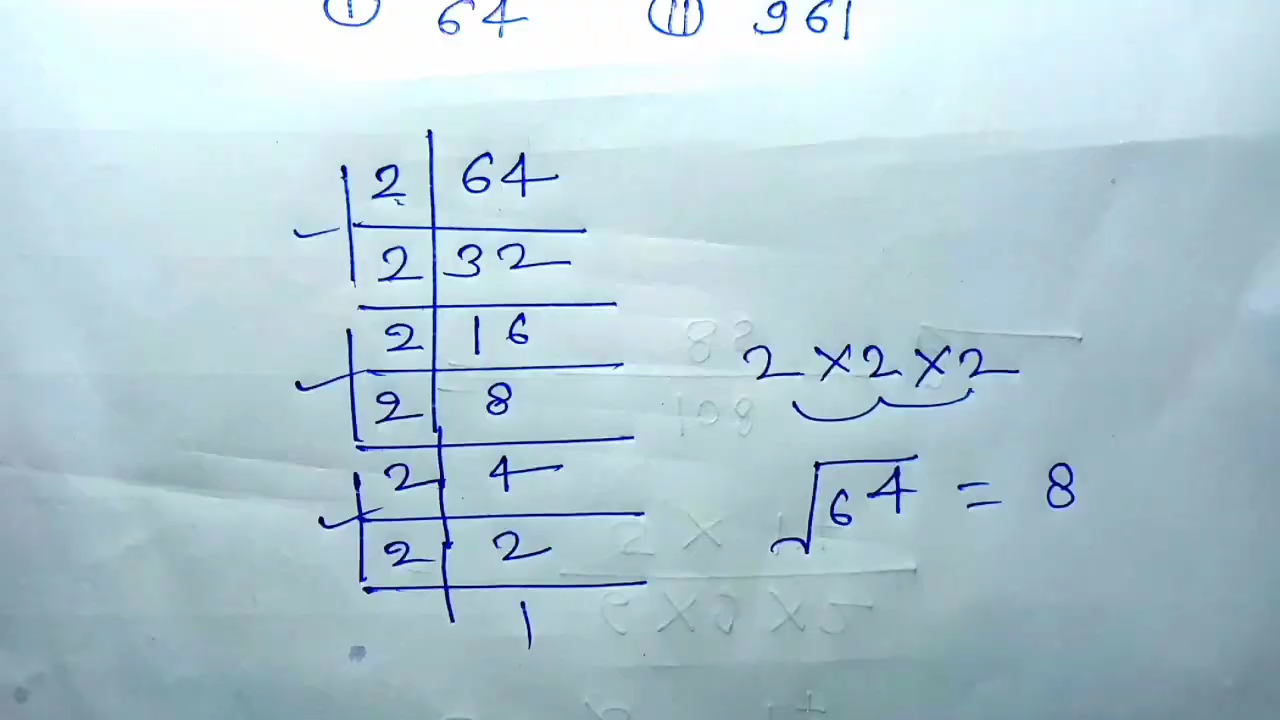 (i) 64 (ii) 961
2 | 64
2 | 32
2 | 16
2 | 8
2 | 4
2 | 2
1
2 × 2 × 2
√64 = 8